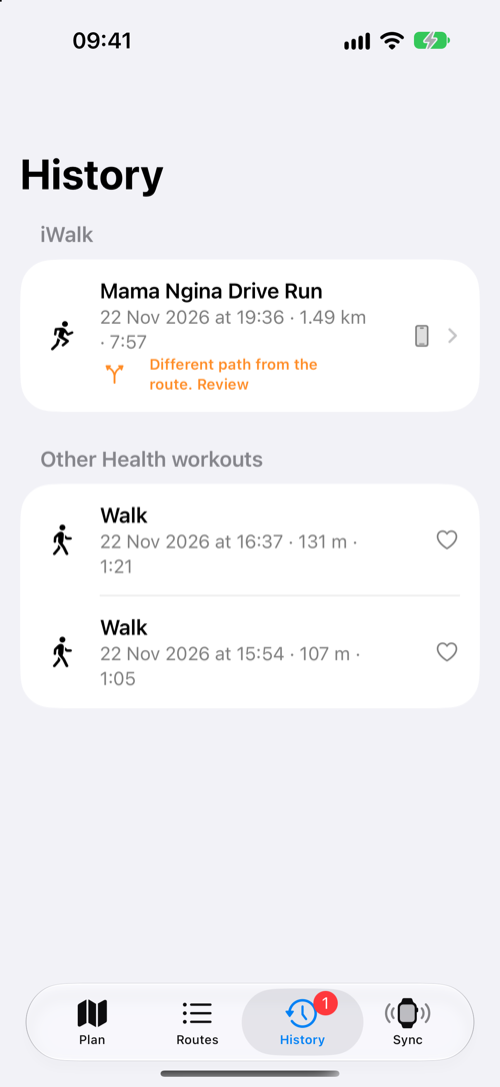 09:41
History
iWalk
Mama Ngina Drive Run
22 Nov 2026 at 19:36 · 1.49 km
· 7:57
Different path from the
route. Review
Other Health workouts
Walk
22 Nov 2026 at 16:37 · 131 m ·
1:21
Walk
22 Nov 2026 at 15:54 · 107 m ·
1:05
1
Plan
Routes
History
Sync